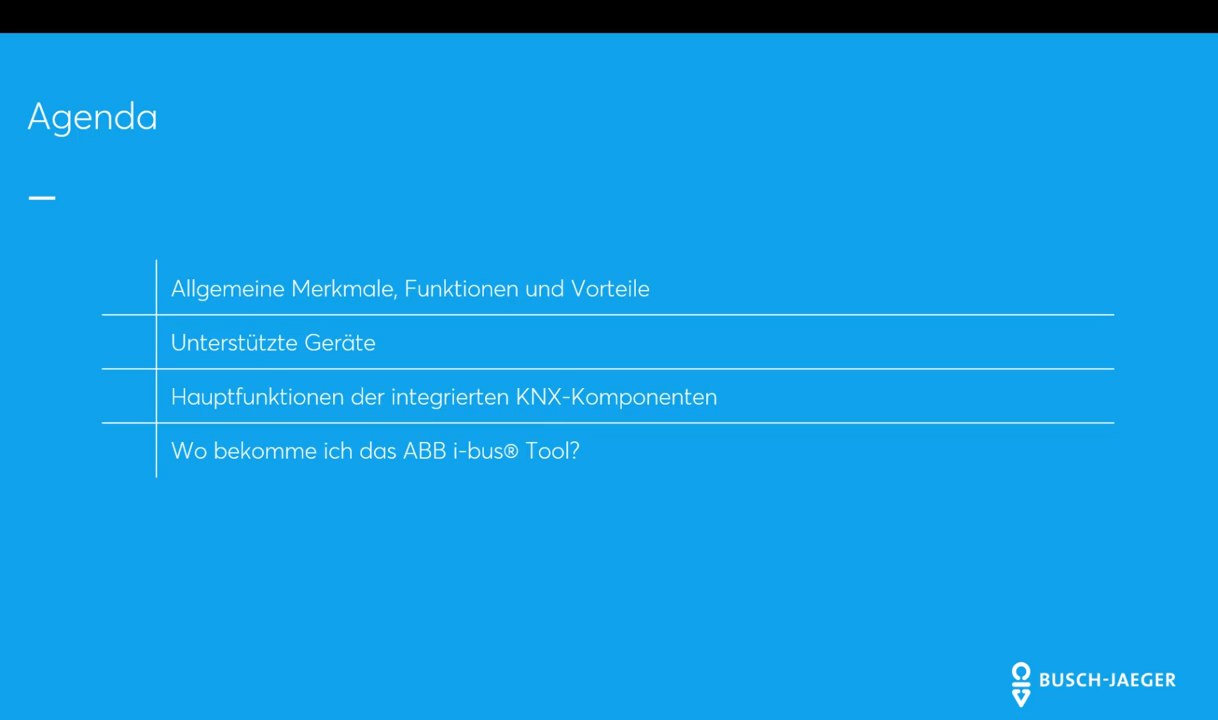 Agenda
Allgemeine Merkmale, Funktionen und Vorteile
Unterstützte Geräte
Hauptfunktionen der integrierten KNX-Komponenten
Wo bekomme ich das ABB i-bus® Tool?
BUSCH-JAEGER